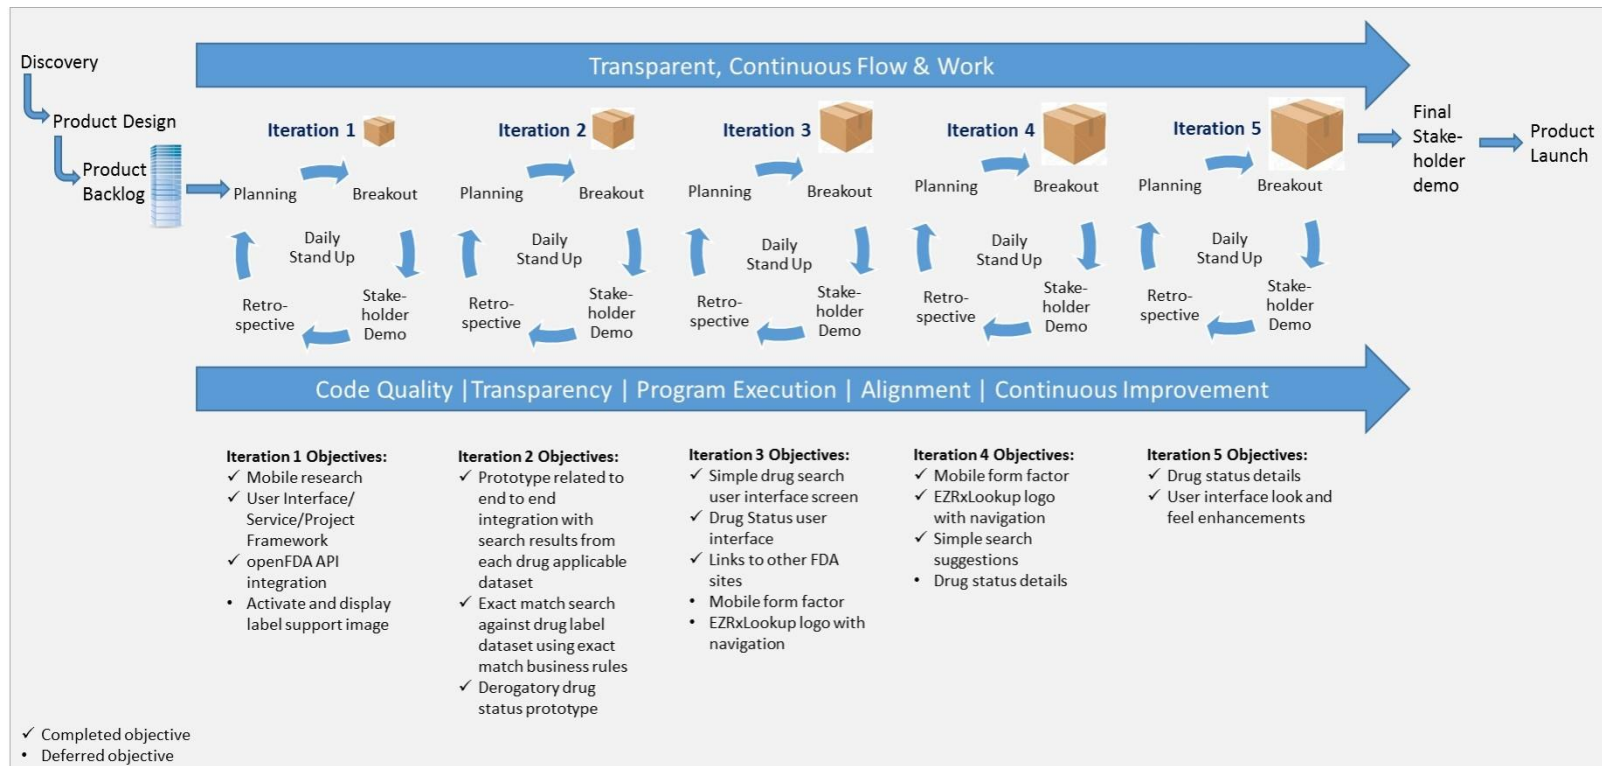 Transparent, Continuous Flow & Work
Discovery
Product Design
Product
Backlog
Iteration 1
Planning
Breakout
Daily
Stand Up
Retro-
spective
Stake-
holder
Demo
Iteration 2
Planning
Breakout
Daily
Stand Up
Retro-
spective
Stake-
holder
Demo
Iteration 3
Planning
Breakout
Daily
Stand Up
Retro-
spective
Stake-
holder
Demo
Iteration 4
Planning
Breakout
Daily
Stand Up
Retro-
spective
Stake-
holder
Demo
Iteration 5
Planning
Breakout
Daily
Stand Up
Retro-
spective
Stake-
holder
Demo
Final
Stake-
holder
demo
Product
Launch
Code Quality |Transparency | Program Execution | Alignment | Continuous Improvement
Iteration 1 Objectives:
✓ Mobile research
✓ User Interface/
Service/Project
Framework
✓ openFDA API
integration
• Activate and display
label support image
Iteration 2 Objectives:
✓ Prototype related to
end to end
integration with
search results from
each drug applicable
dataset
✓ Exact match search
against drug label
dataset using exact
match business rules
✓ Derogatory drug
status prototype
Iteration 3 Objectives:
✓ Simple drug search
user interface screen
✓ Drug Status user
interface
✓ Links to other FDA
sites
• Mobile form factor
• EZRxLookup logo with
navigation
Iteration 4 Objectives:
✓ Mobile form factor
✓ EZRxLookup logo
with navigation
✓ Simple search
suggestions
• Drug status details
Iteration 5 Objectives:
✓ Drug status details
✓ User interface look and
feel enhancements
✓ Completed objective
• Deferred objective